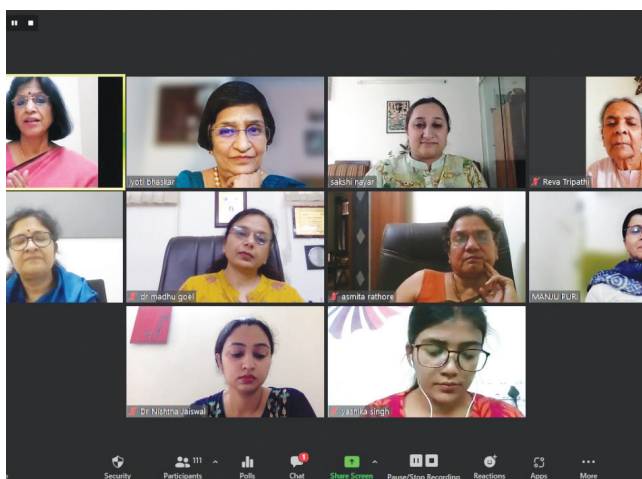 jyoti bhaskar
sakshi nayar
Reva Tripathi
dr madhu goel
asmita rathore
MANJU PURI
Dr Nishtha Jaiswal
yashika singh
Security
Participants
111
Polls
Chat
1
Share Screen
Pause/Stop Recording
Reactions
Apps
More